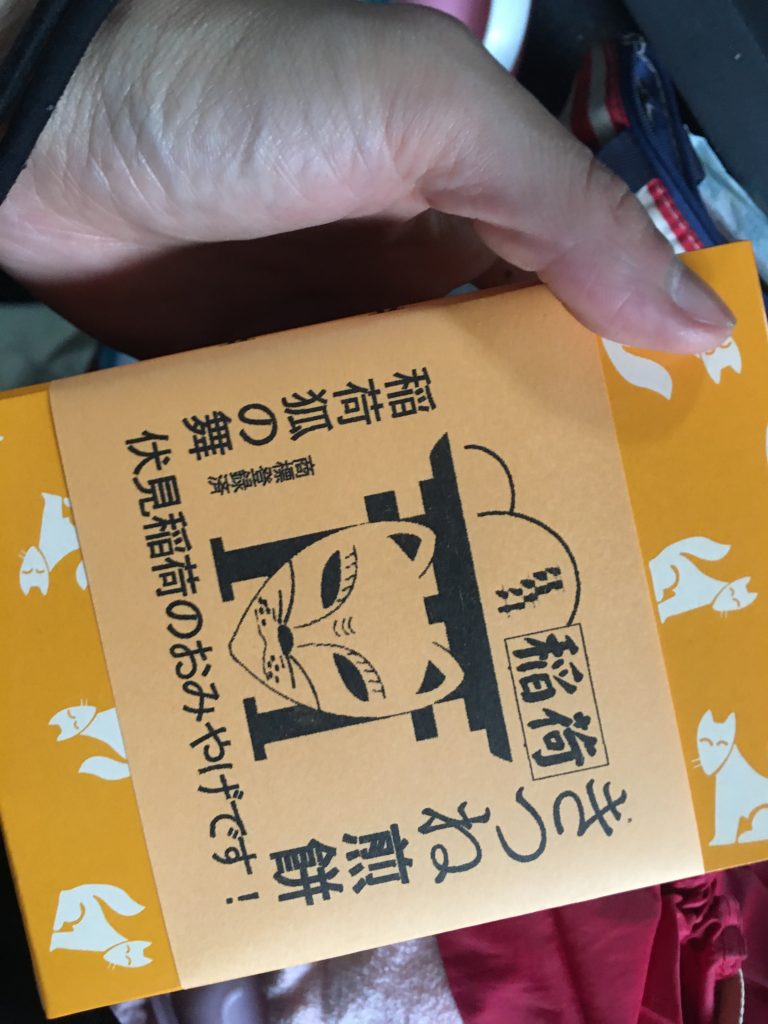 稲荷
ぎつね煎餅
稲荷狐の舞
商標登録済
伏見稲荷のおみやげです!